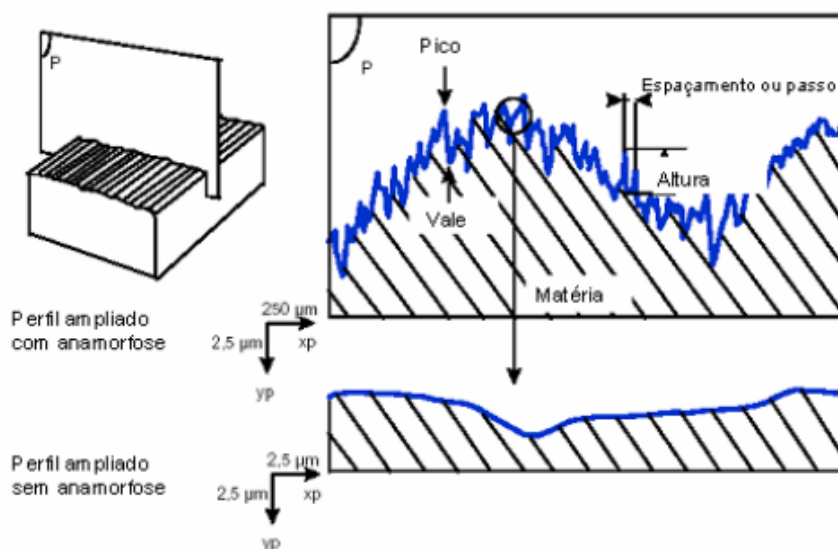 P
P
Pico
Espaçamento ou passo
Altura
Vale
Matéria
Perfil ampliado
com anamorfose
250 µm
2,5 µm
xp
yp
Perfil ampliado
sem anamorfose
2,5 µm
2,5 µm
xp
yp